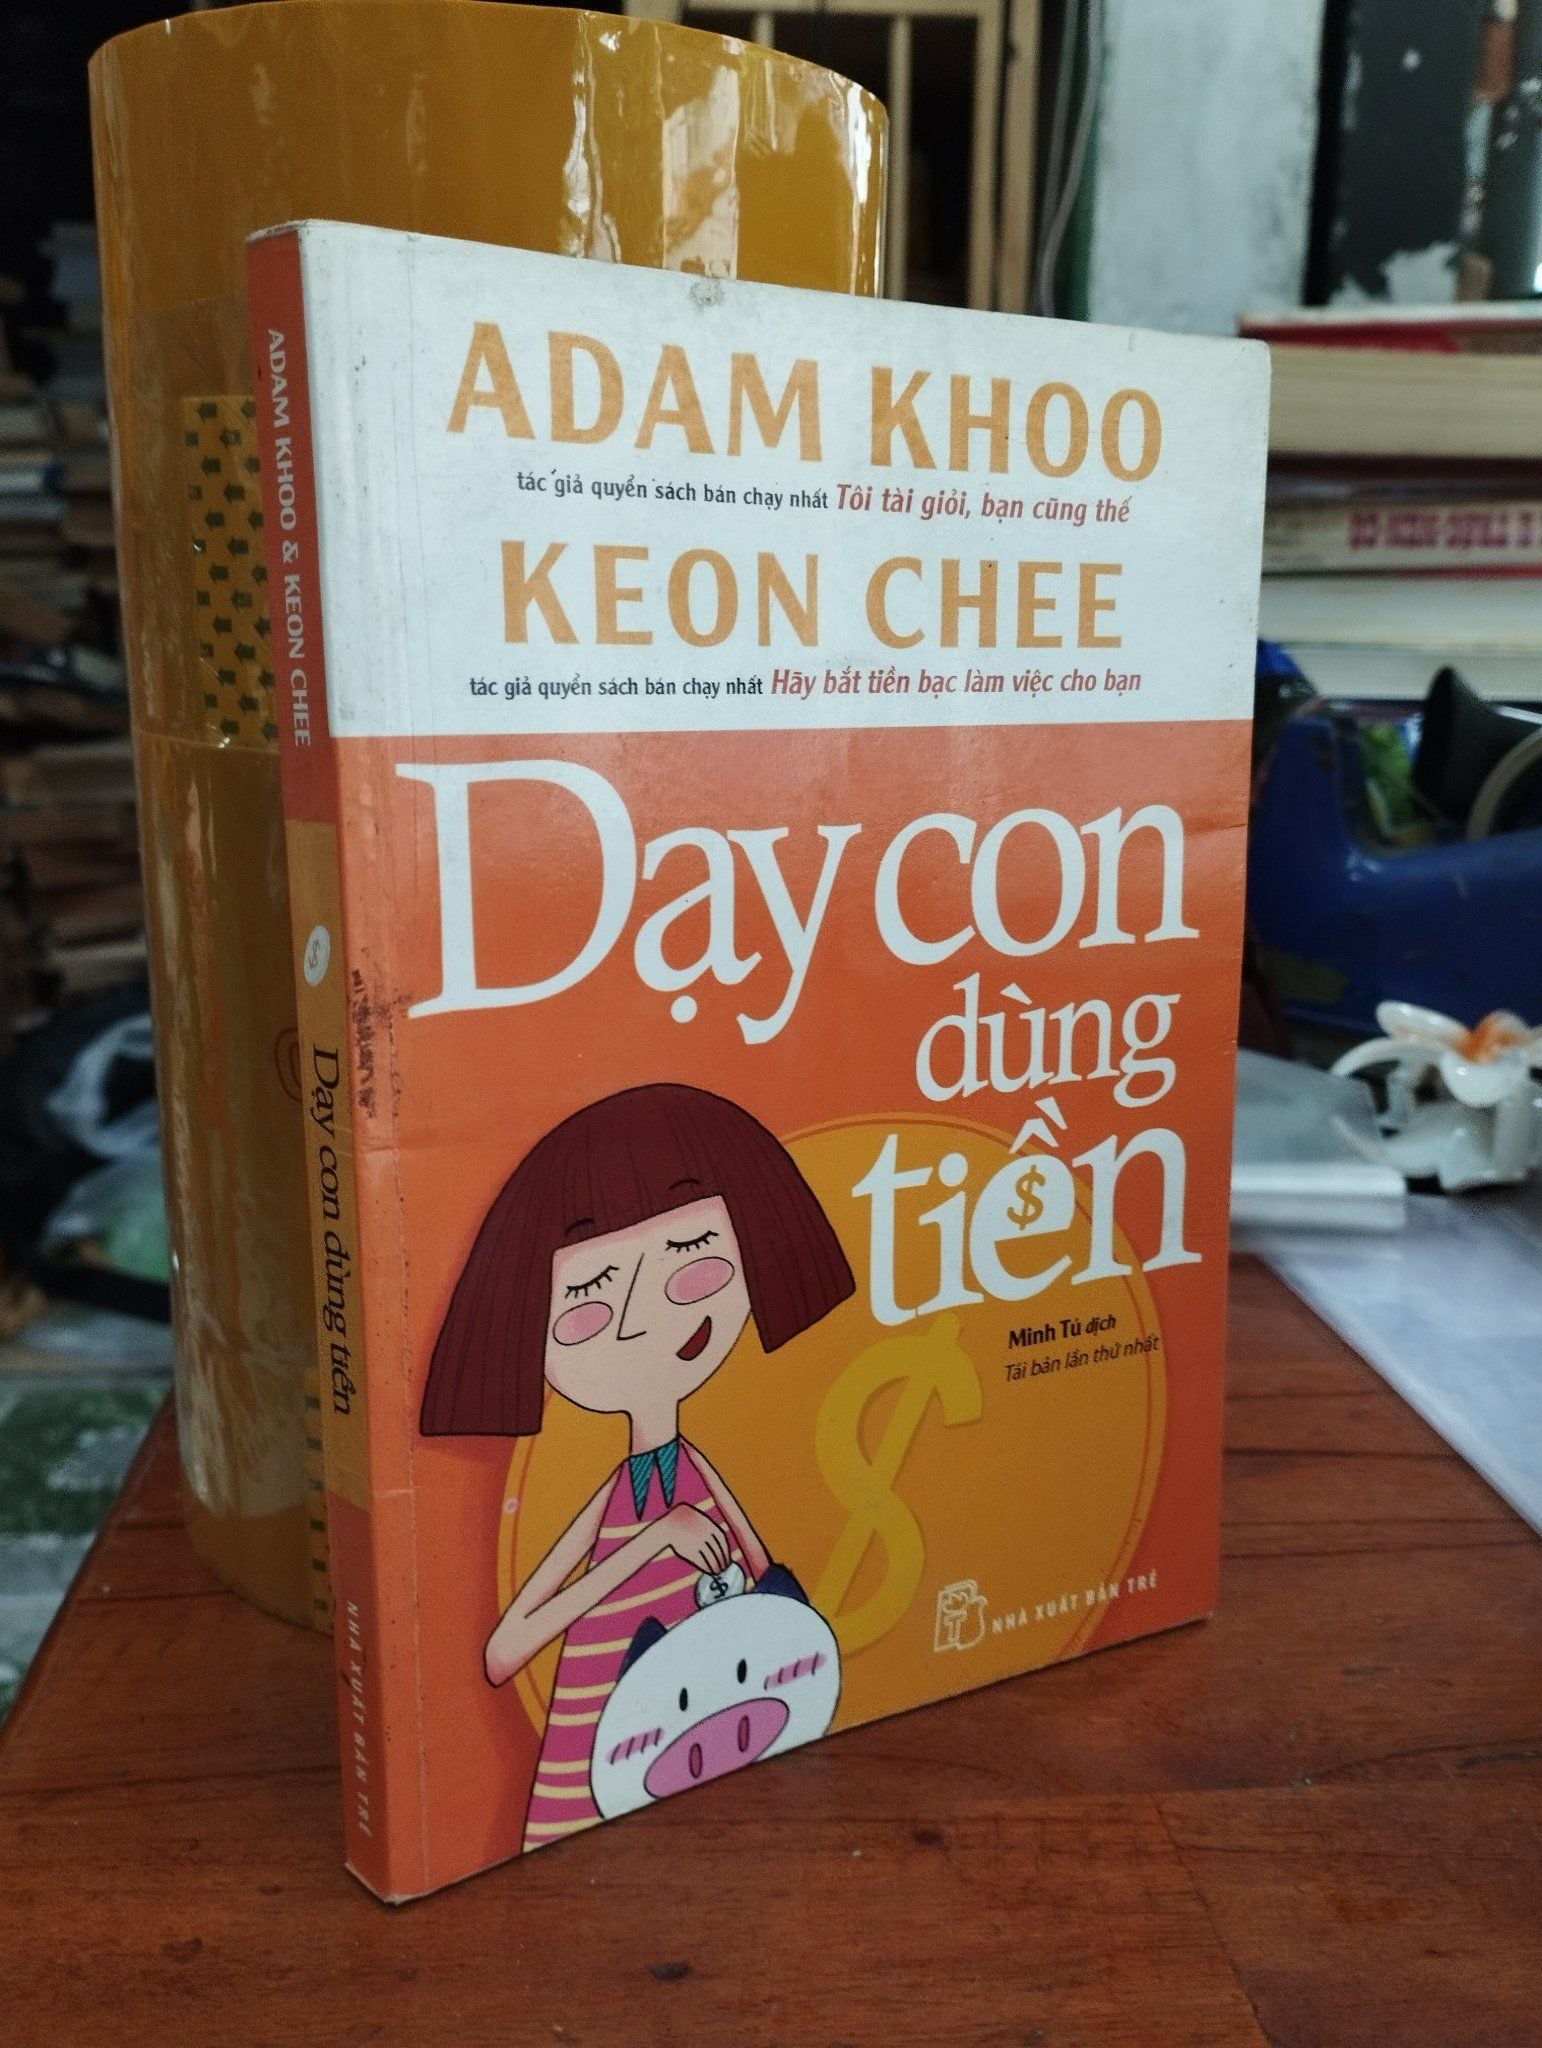 ADAM KHOO
tác giả quyển sách bán chạy nhất Tôi tài giỏi, bạn cũng thế
KEON CHEE
tác giả quyển sách bán chạy nhất Hãy bắt tiền bạc làm việc cho bạn
Dạy con
dùng
tiền
$
Minh Tú dịch
Tái bản lần thứ nhất
$
$
NHÀ XUẤT BẢN TRẺ
ADAM KHOO & KEON CHEE
$
Dạy con dùng tiền
NHÀ XUẤT BẢN TRẺ